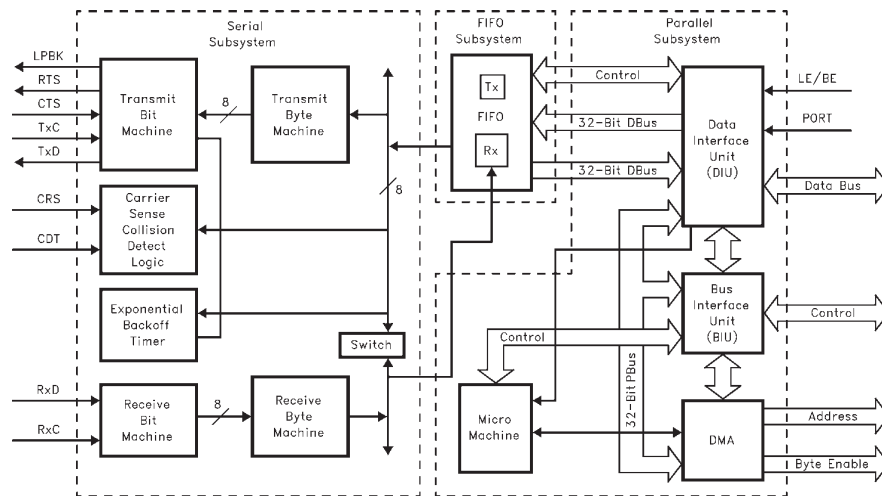 Serial
Subsystem
FIFO
Subsystem
Parallel
Subsystem
LPBK
RTS
CTS
TxC
TxD
Transmit
Bit
Machine
8
Transmit
Byte
Machine
8
Tx
FIFO
Rx
Control
32-Bit DBus
32-Bit DBus
Data
Interface
Unit
(DIU)
LE/BE
PORT
Data Bus
CRS
CDT
Carrier
Sense
Collision
Detect
Logic
Exponential
Backoff
Timer
Switch
Control
32-Bit PBus
Bus
Interface
Unit
(BIU)
Control
RxD
RxC
Receive
Bit
Machine
8
Receive
Byte
Machine
Micro
Machine
DMA
Address
Byte Enable